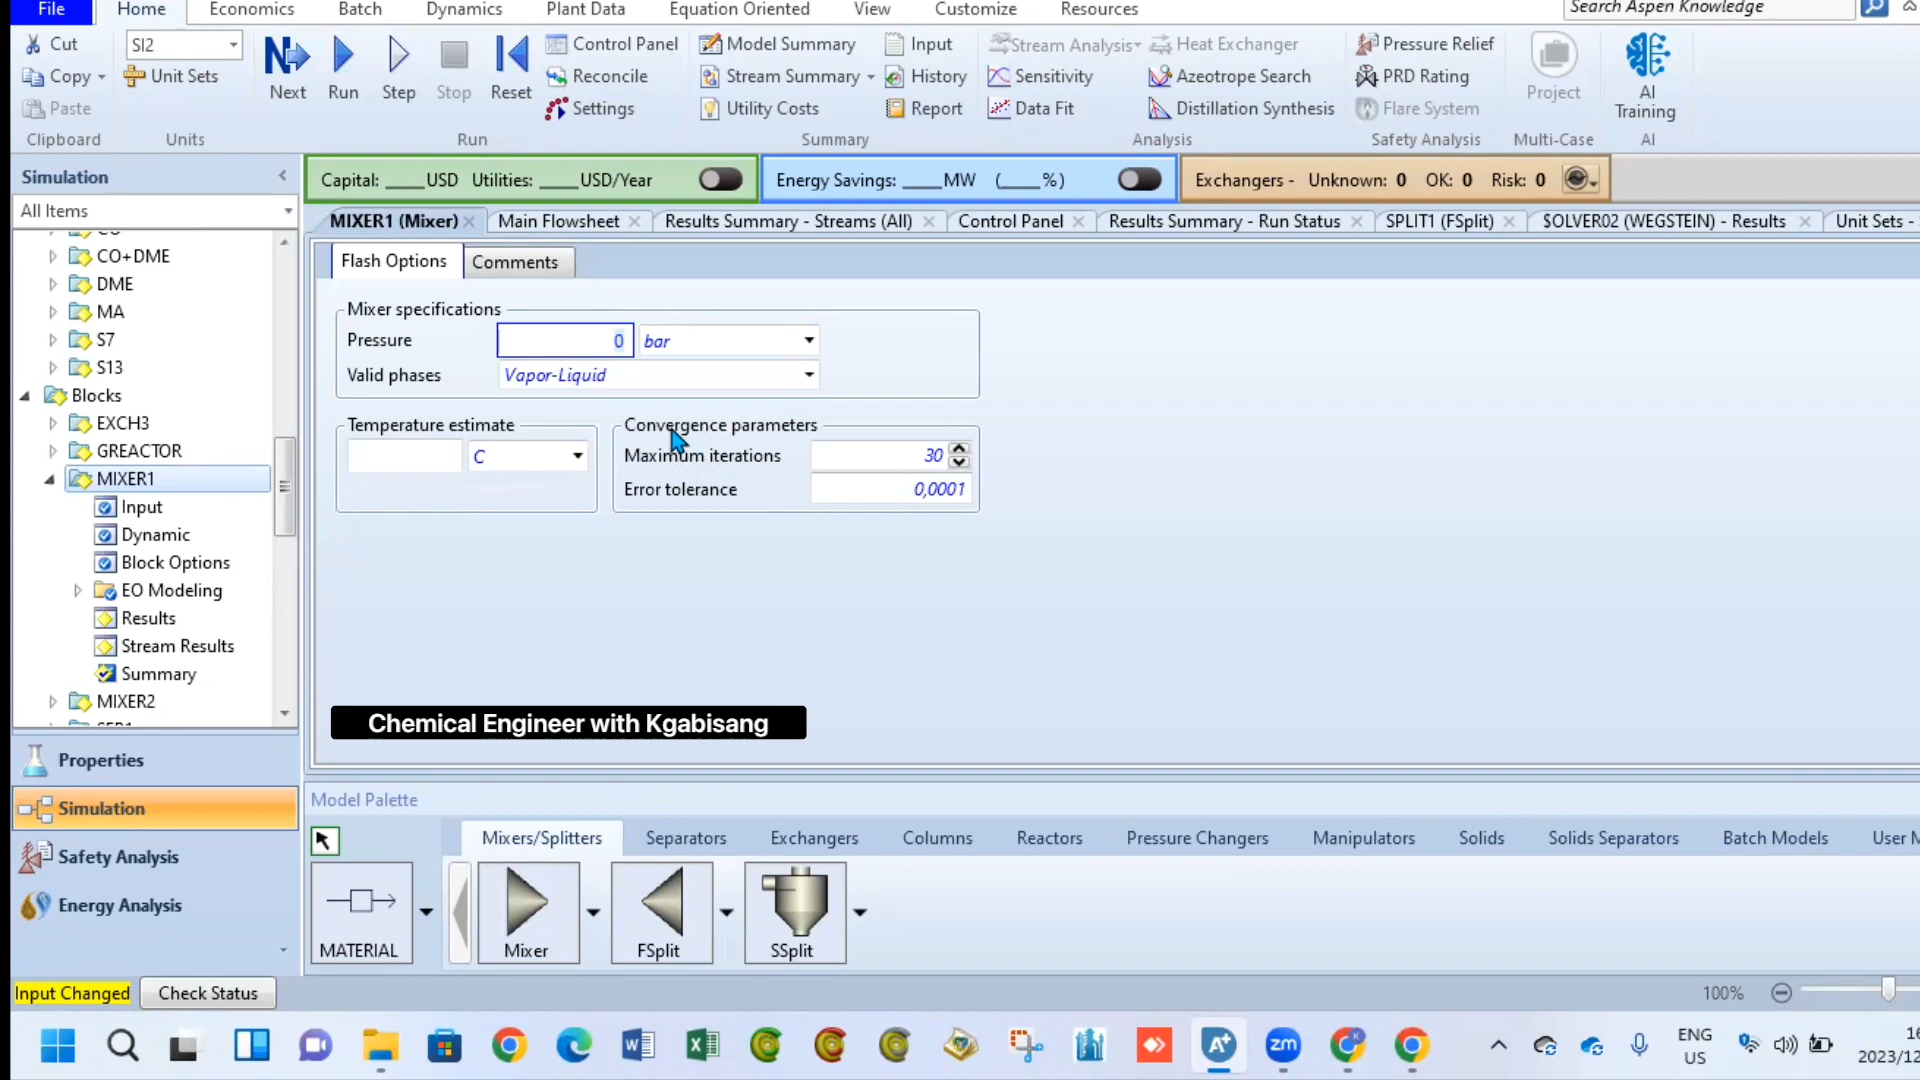 File Home Economics Batch Dynamics Plant Data Equation Oriented View Customize Resources Search Aspen Knowledge
Cut SI2 Control Panel Model Summary Input Stream Analysis Heat Exchanger Pressure Relief
Copy Unit Sets Reconcile Stream Summary History Sensitivity Azeotrope Search PRD Rating
Next Run Step Stop Reset Project AI Training
Paste Settings Utility Costs Report Data Fit Distillation Synthesis Flare System
Clipboard Units Run Summary Analysis Safety Analysis Multi-Case AI
Simulation
Capital: ____USD Utilities: ____USD/Year Energy Savings: ____MW (____%) Exchangers - Unknown: 0 OK: 0 Risk: 0
All Items
MIXER1 (Mixer) Main Flowsheet Results Summary - Streams (All) Control Panel Results Summary - Run Status SPLIT1 (FSplit) $OLVER02 (WEGSTEIN) - Results Unit Sets -
CO+DME
DME
MA
S7
S13
Blocks
EXCH3
GREACTOR
MIXER1
Input
Dynamic
Block Options
EO Modeling
Results
Stream Results
Summary
MIXER2
Flash Options Comments
Mixer specifications
Pressure 0 bar
Valid phases Vapor-Liquid
Temperature estimate
C
Convergence parameters
Maximum iterations 30
Error tolerance 0,0001
Chemical Engineer with Kgabisang
Properties
Simulation
Safety Analysis
Energy Analysis
Model Palette
Mixers/Splitters Separators Exchangers Columns Reactors Pressure Changers Manipulators Solids Solids Separators Batch Models User
MATERIAL Mixer FSplit SSplit
Input Changed Check Status 100%
zm
ENG
US
16
2023/12